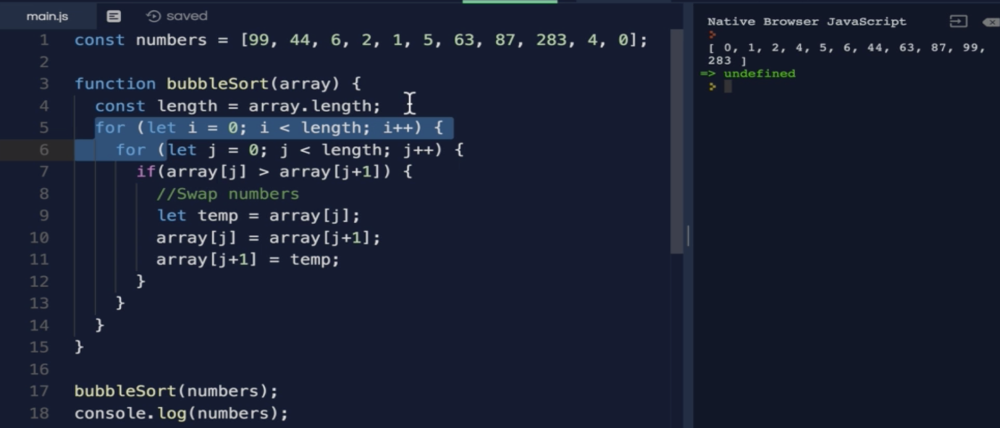 main.js saved
1 const numbers = [99, 44, 6, 2, 1, 5, 63, 87, 283, 4, 0];
2
3 function bubbleSort(array) {
4   const length = array.length;
5   for (let i = 0; i < length; i++) {
6     for (let j = 0; j < length; j++) {
7       if(array[j] > array[j+1]) {
8         //Swap numbers
9         let temp = array[j];
10         array[j] = array[j+1];
11         array[j+1] = temp;
12       }
13     }
14   }
15 }
16
17 bubbleSort(numbers);
18 console.log(numbers);
Native Browser JavaScript
[ 0, 1, 2, 4, 5, 6, 44, 63, 87, 99,
283 ]
=> undefined